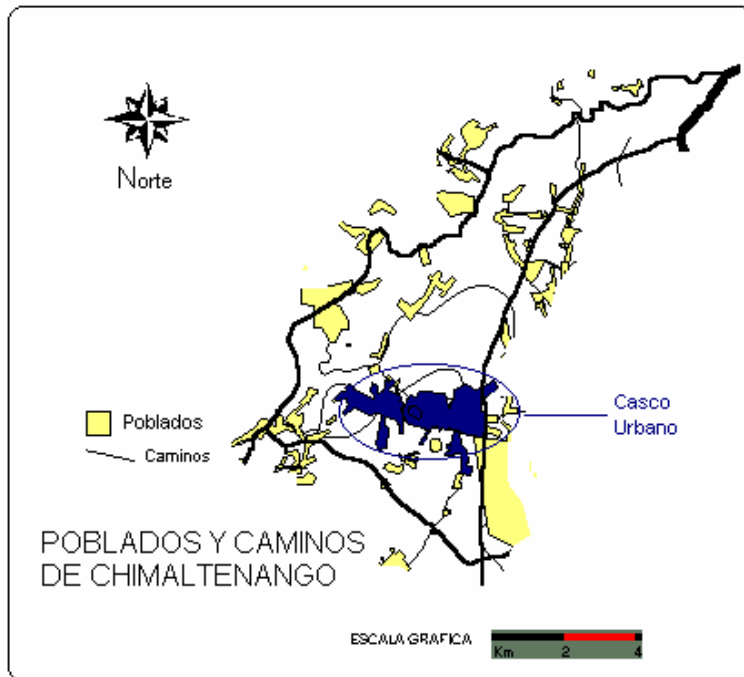 Norte
Casco
Urbano
Poblados
Caminos
POBLADOS Y CAMINOS
DE CHIMALTENANGO
ESCALA GRAFICA
Km 2 4